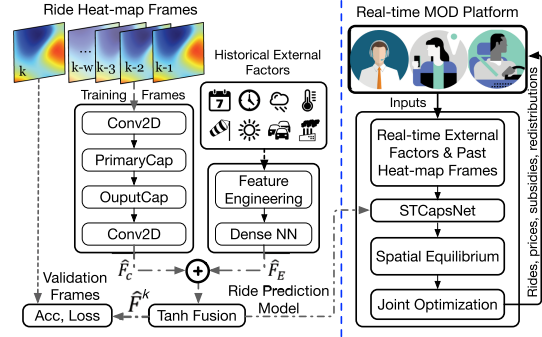 Ride Heat-map Frames
k
...
k-w
k-3
k-2
k-1
Training
Frames
Conv2D
PrimaryCap
OuputCap
Conv2D
Historical External
Factors
7
Feature
Engineering
Dense NN
F̂c
F̂E
+
Validation
Frames
F̂k
Ride Prediction
Model
Acc, Loss
Tanh Fusion
Real-time MOD Platform
Inputs
Real-time External
Factors & Past
Heat-map Frames
STCapsNet
Spatial Equilibrium
Joint Optimization
Rides, prices, subsidies, redistributions